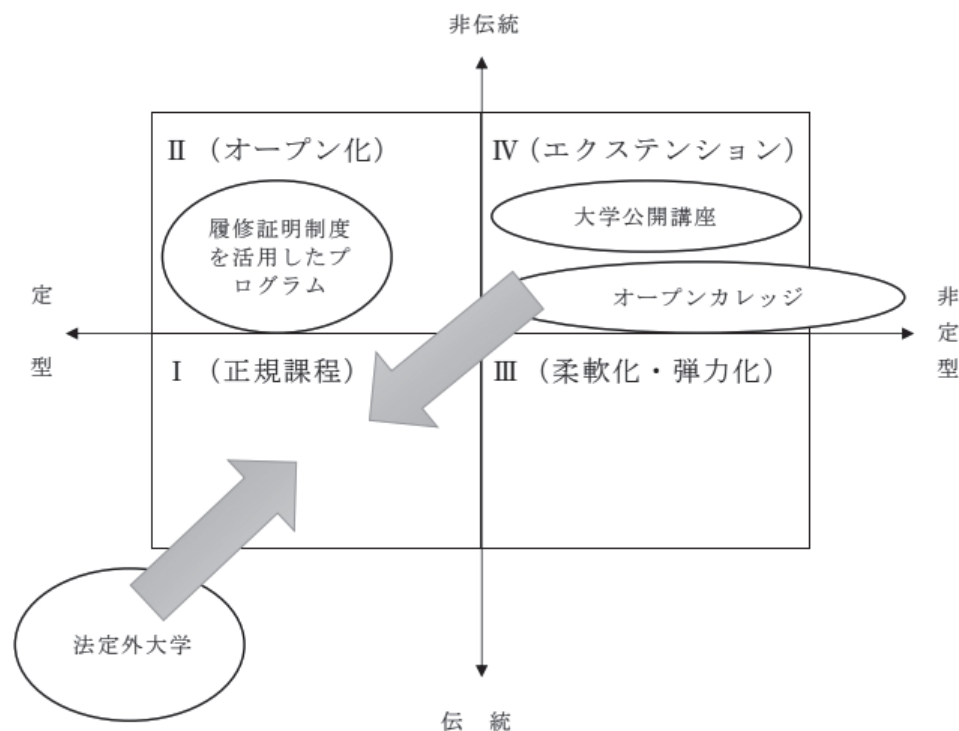 非伝統
Ⅱ （オープン化）
Ⅳ（エクステンション）
履修証明制度
を活用したプ
ログラム
大学公開講座
オープンカレッジ
定
型
非
定
型
Ⅰ （正規課程）
Ⅲ （柔軟化・弾力化）
法定外大学
伝 統